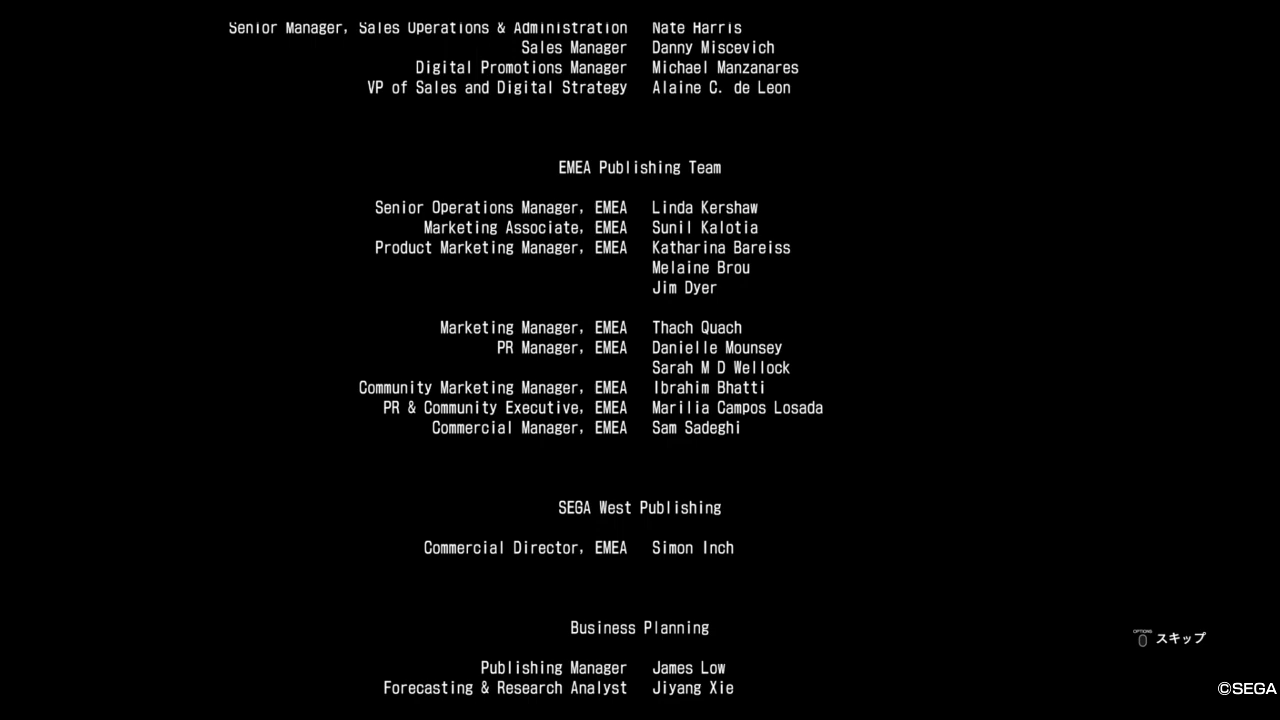 Senior Manager, Sales Operations & Administration Nate Harris
Sales Manager Danny Miscevich
Digital Promotions Manager Michael Manzanares
VP of Sales and Digital Strategy Alaine C. de Leon
EMEA Publishing Team
Senior Operations Manager, EMEA Linda Kershaw
Marketing Associate, EMEA Sunil Kalotia
Product Marketing Manager, EMEA Katharina Bareiss
Melaine Brou
Jim Dyer
Marketing Manager, EMEA Thach Quach
PR Manager, EMEA Danielle Mounsey
Sarah M D Wellock
Community Marketing Manager, EMEA Ibrahim Bhatti
PR & Community Executive, EMEA Marilia Campos Losada
Commercial Manager, EMEA Sam Sadeghi
SEGA West Publishing
Commercial Director, EMEA Simon Inch
Business Planning
OPTIONS スキップ
Publishing Manager James Low
Forecasting & Research Analyst Jiyang Xie
©SEGA